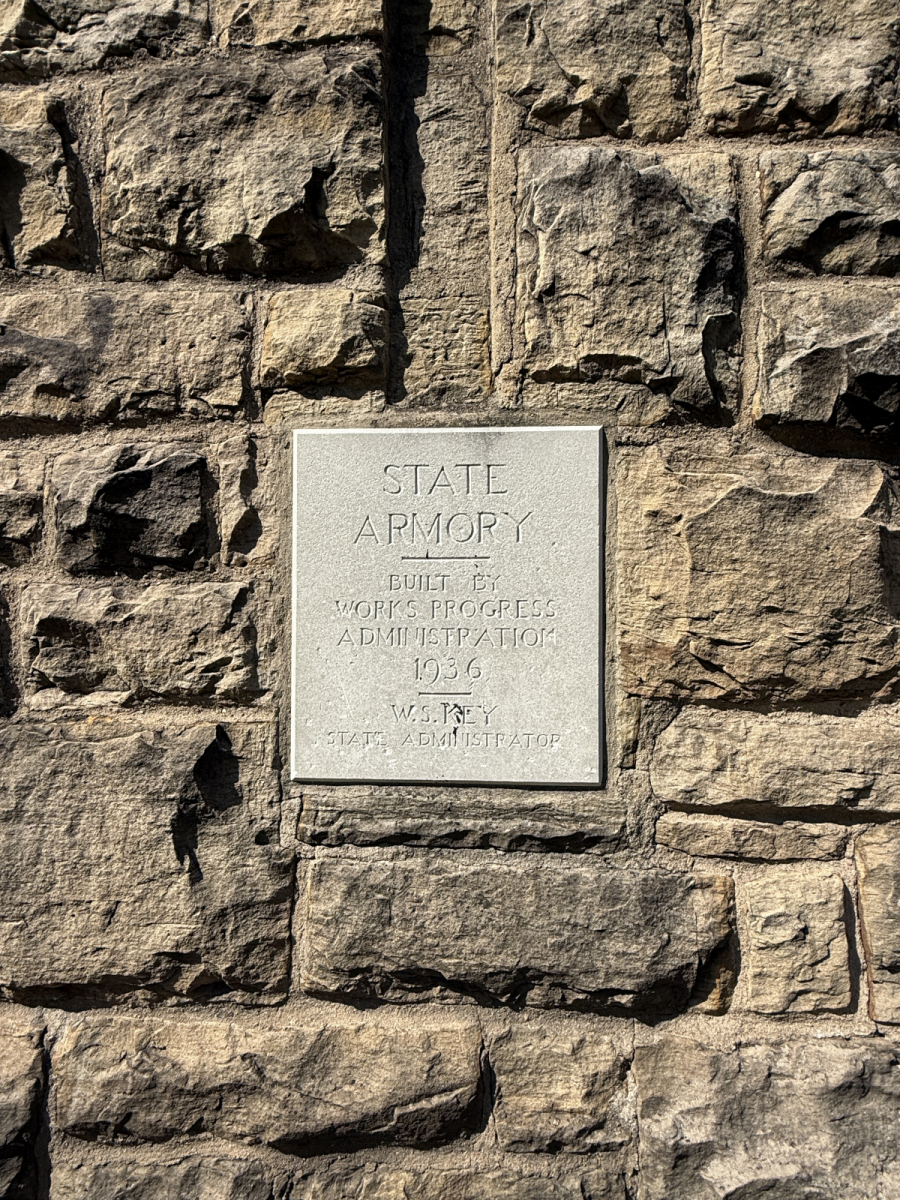 STATE
ARMORY
BUILT BY
WORKS PROGRESS
ADMINISTRATION
1936
W.S.KEY
STATE ADMINISTRATOR